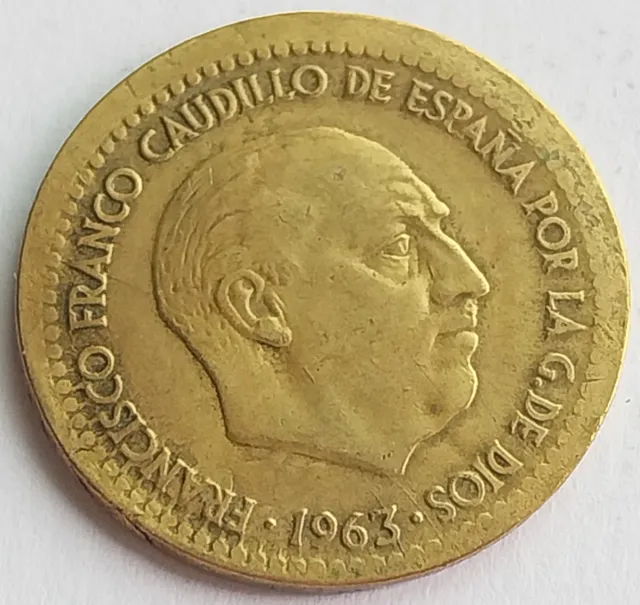 FRANCISCO FRANCO CAUDILLO DE ESPAÑA POR LA G. DE DIOS
· 1963 ·